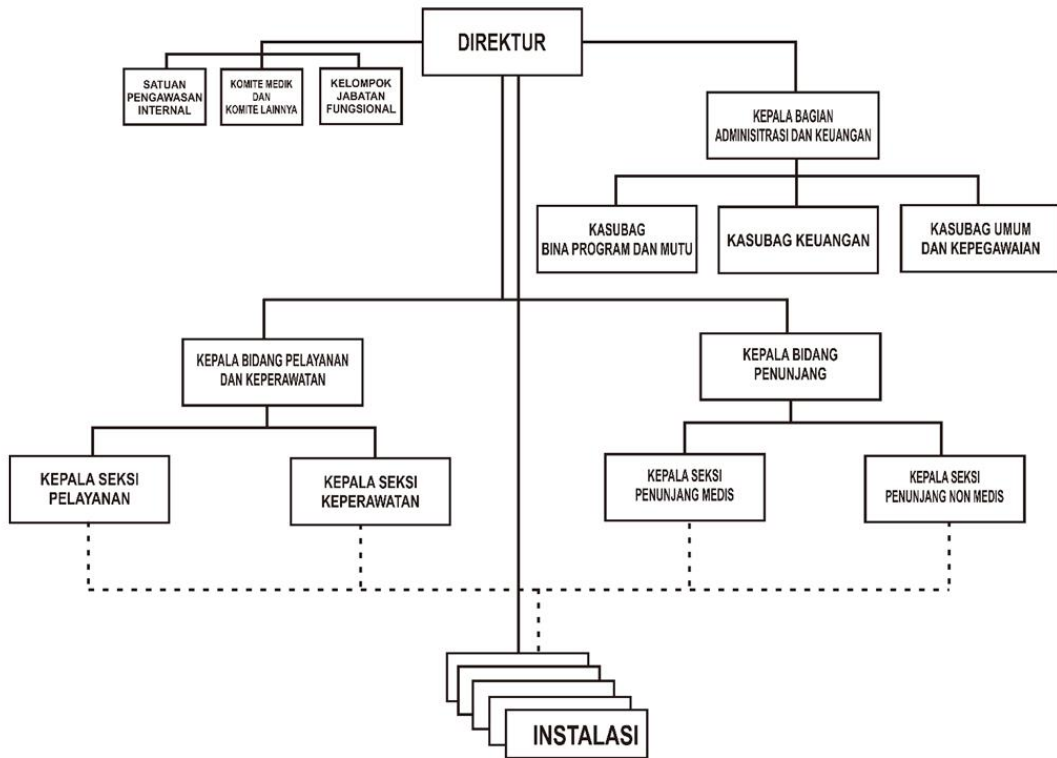 DIREKTUR
SATUAN
PENGAWASAN
INTERNAL
KOMITE MEDIK
DAN
KOMITE LAINNYA
KELOMPOK
JABATAN
FUNGSIONAL
KEPALA BAGIAN
ADMINISITRASI DAN KEUANGAN
KASUBAG
BINA PROGRAM DAN MUTU
KASUBAG KEUANGAN
KASUBAG UMUM
DAN KEPEGAWAIAN
KEPALA BIDANG PELAYANAN
DAN KEPERAWATAN
KEPALA BIDANG
PENUNJANG
KEPALA SEKSI
PELAYANAN
KEPALA SEKSI
KEPERAWATAN
KEPALA SEKSI
PENUNJANG MEDIS
KEPALA SEKSI
PENUNJANG NON MEDIS
INSTALASI